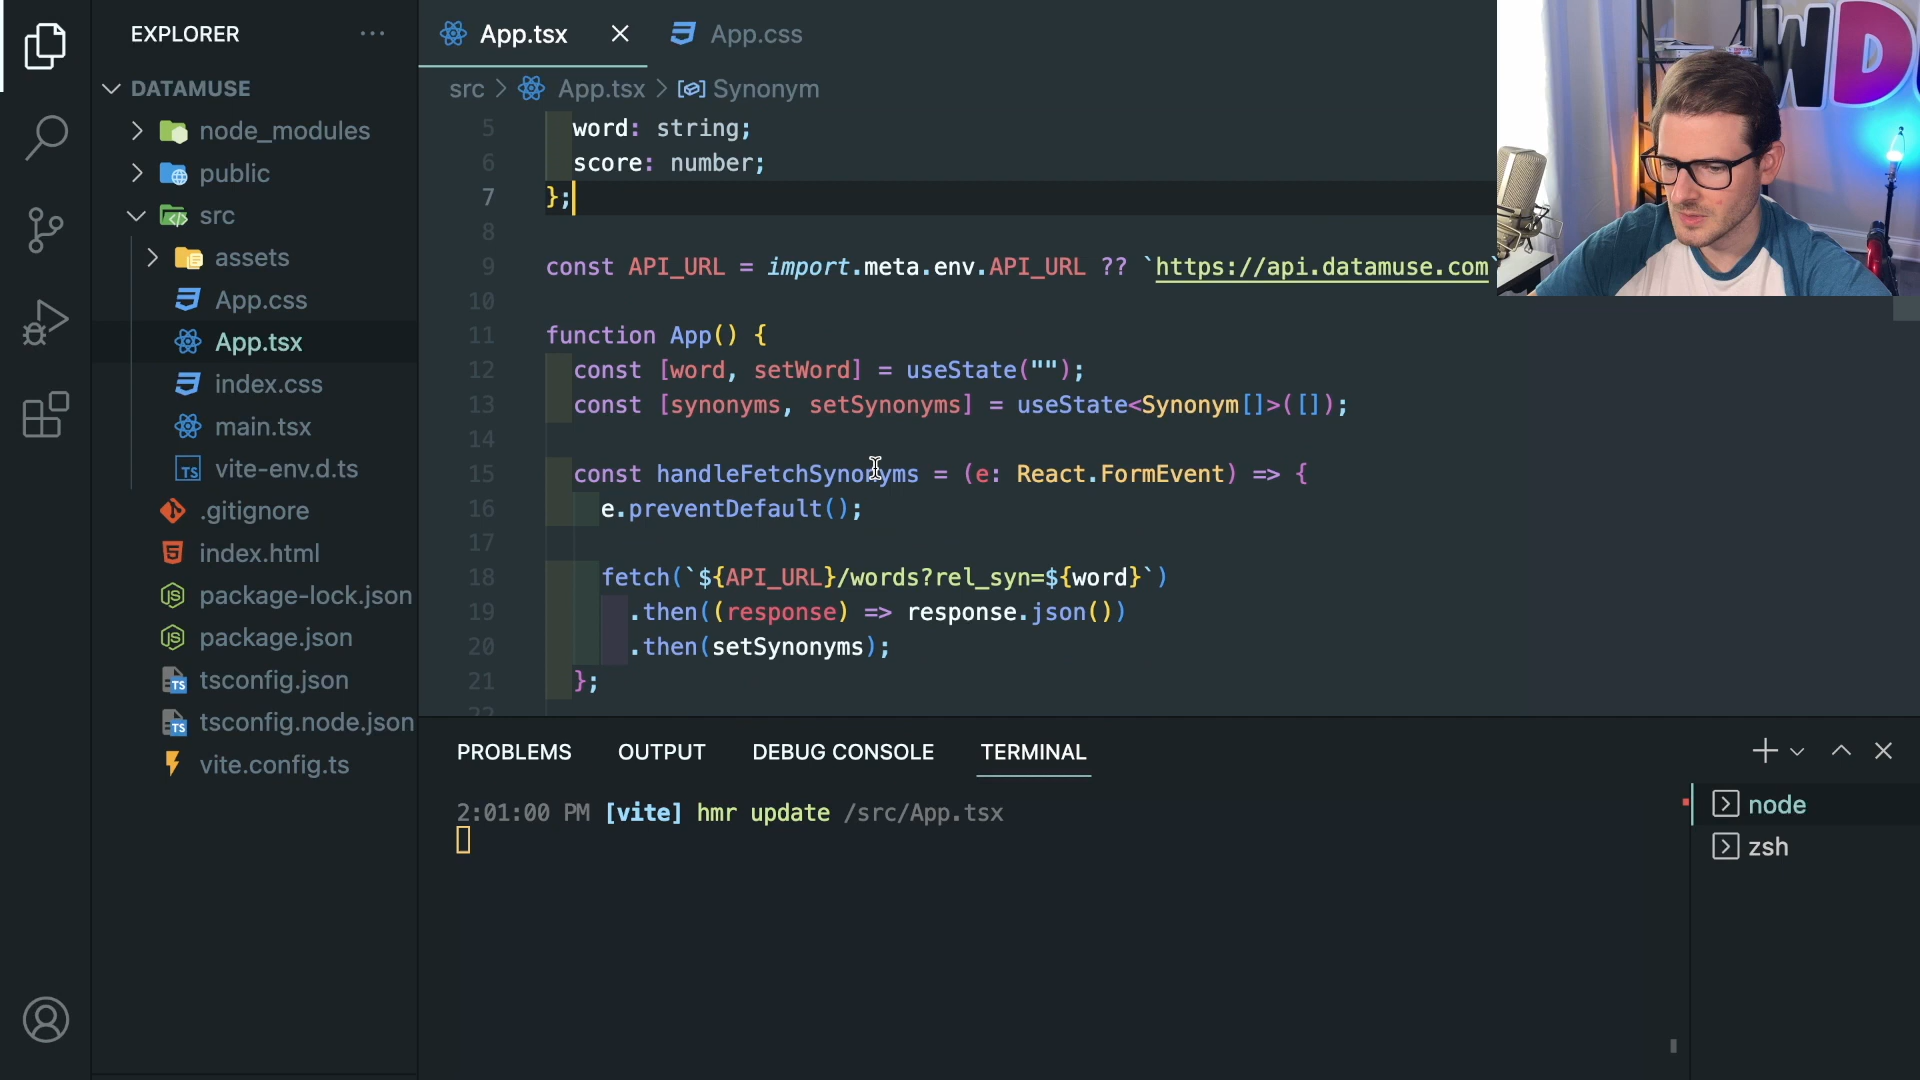 EXPLORER
DATAMUSE
node_modules
public
src
assets
App.css
App.tsx
index.css
main.tsx
vite-env.d.ts
.gitignore
index.html
package-lock.json
package.json
tsconfig.json
tsconfig.node.json
vite.config.ts
App.tsx
App.css
src > App.tsx > Synonym
5 word: string;
6 score: number;
7 };
8
9 const API_URL = import.meta.env.API_URL ?? `https://api.datamuse.com`
10
11 function App() {
12 const [word, setWord] = useState("");
13 const [synonyms, setSynonyms] = useState<Synonym[]>([]);
14
15 const handleFetchSynonyms = (e: React.FormEvent) => {
16 e.preventDefault();
17
18 fetch(`${API_URL}/words?rel_syn=${word}`)
19 .then((response) => response.json())
20 .then(setSynonyms);
21 };
22
WD
PROBLEMS OUTPUT DEBUG CONSOLE TERMINAL
2:01:00 PM [vite] hmr update /src/App.tsx
node
zsh